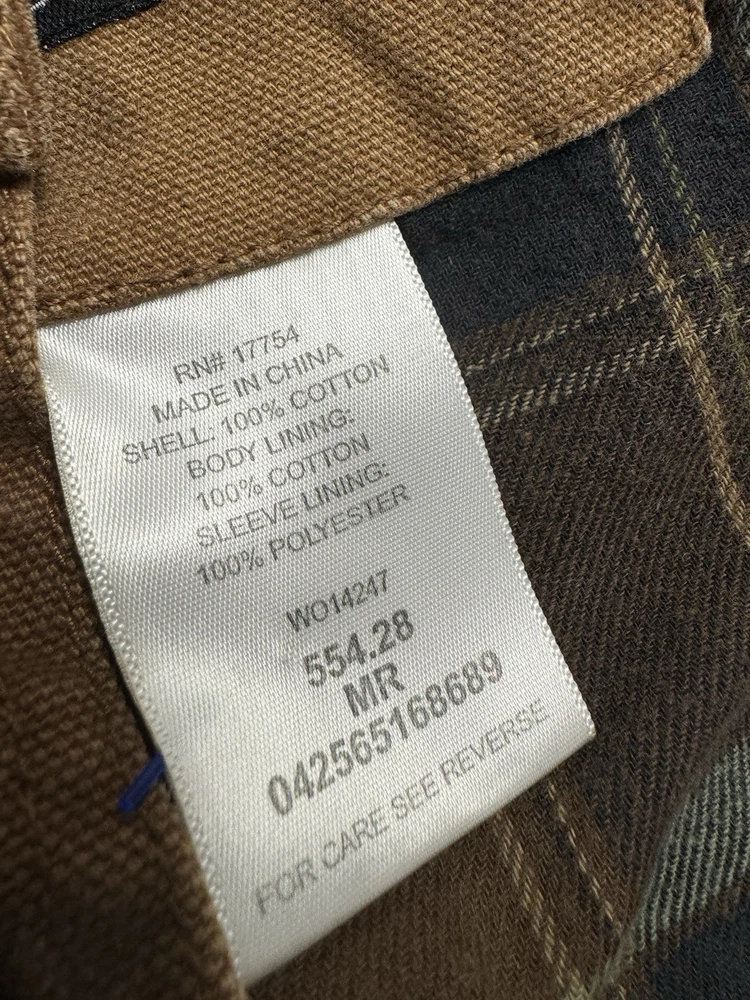 RN# 17754
MADE IN CHINA
SHELL: 100% COTTON
BODY LINING:
100% COTTON
SLEEVE LINING:
100% POLYESTER
WO14247
554.28
MR
042565168689
FOR CARE SEE REVERSE